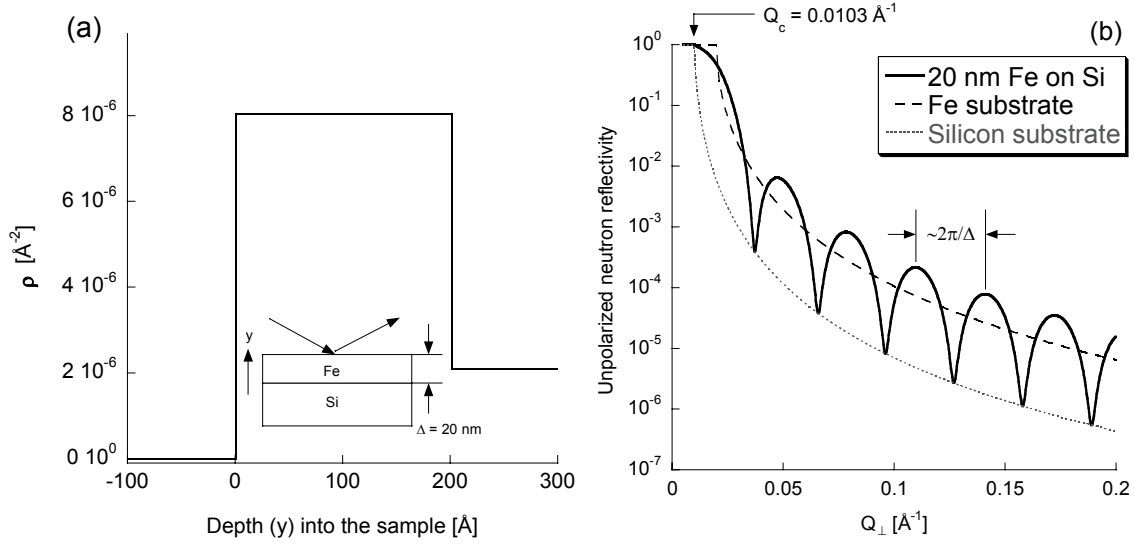 (a)
ρ [Å⁻²]
8 10⁻⁶
6 10⁻⁶
4 10⁻⁶
2 10⁻⁶
0 10⁰
-100
0
100
200
300
Depth (y) into the sample [Å]
y
Fe
Si
Δ = 20 nm
Q_c = 0.0103 Å⁻¹
(b)
20 nm Fe on Si
Fe substrate
Silicon substrate
~2π/Δ
Unpolarized neutron reflectivity
10⁰
10⁻¹
10⁻²
10⁻³
10⁻⁴
10⁻⁵
10⁻⁶
10⁻⁷
0
0.05
0.1
0.15
0.2
Q_⊥ [Å⁻¹]